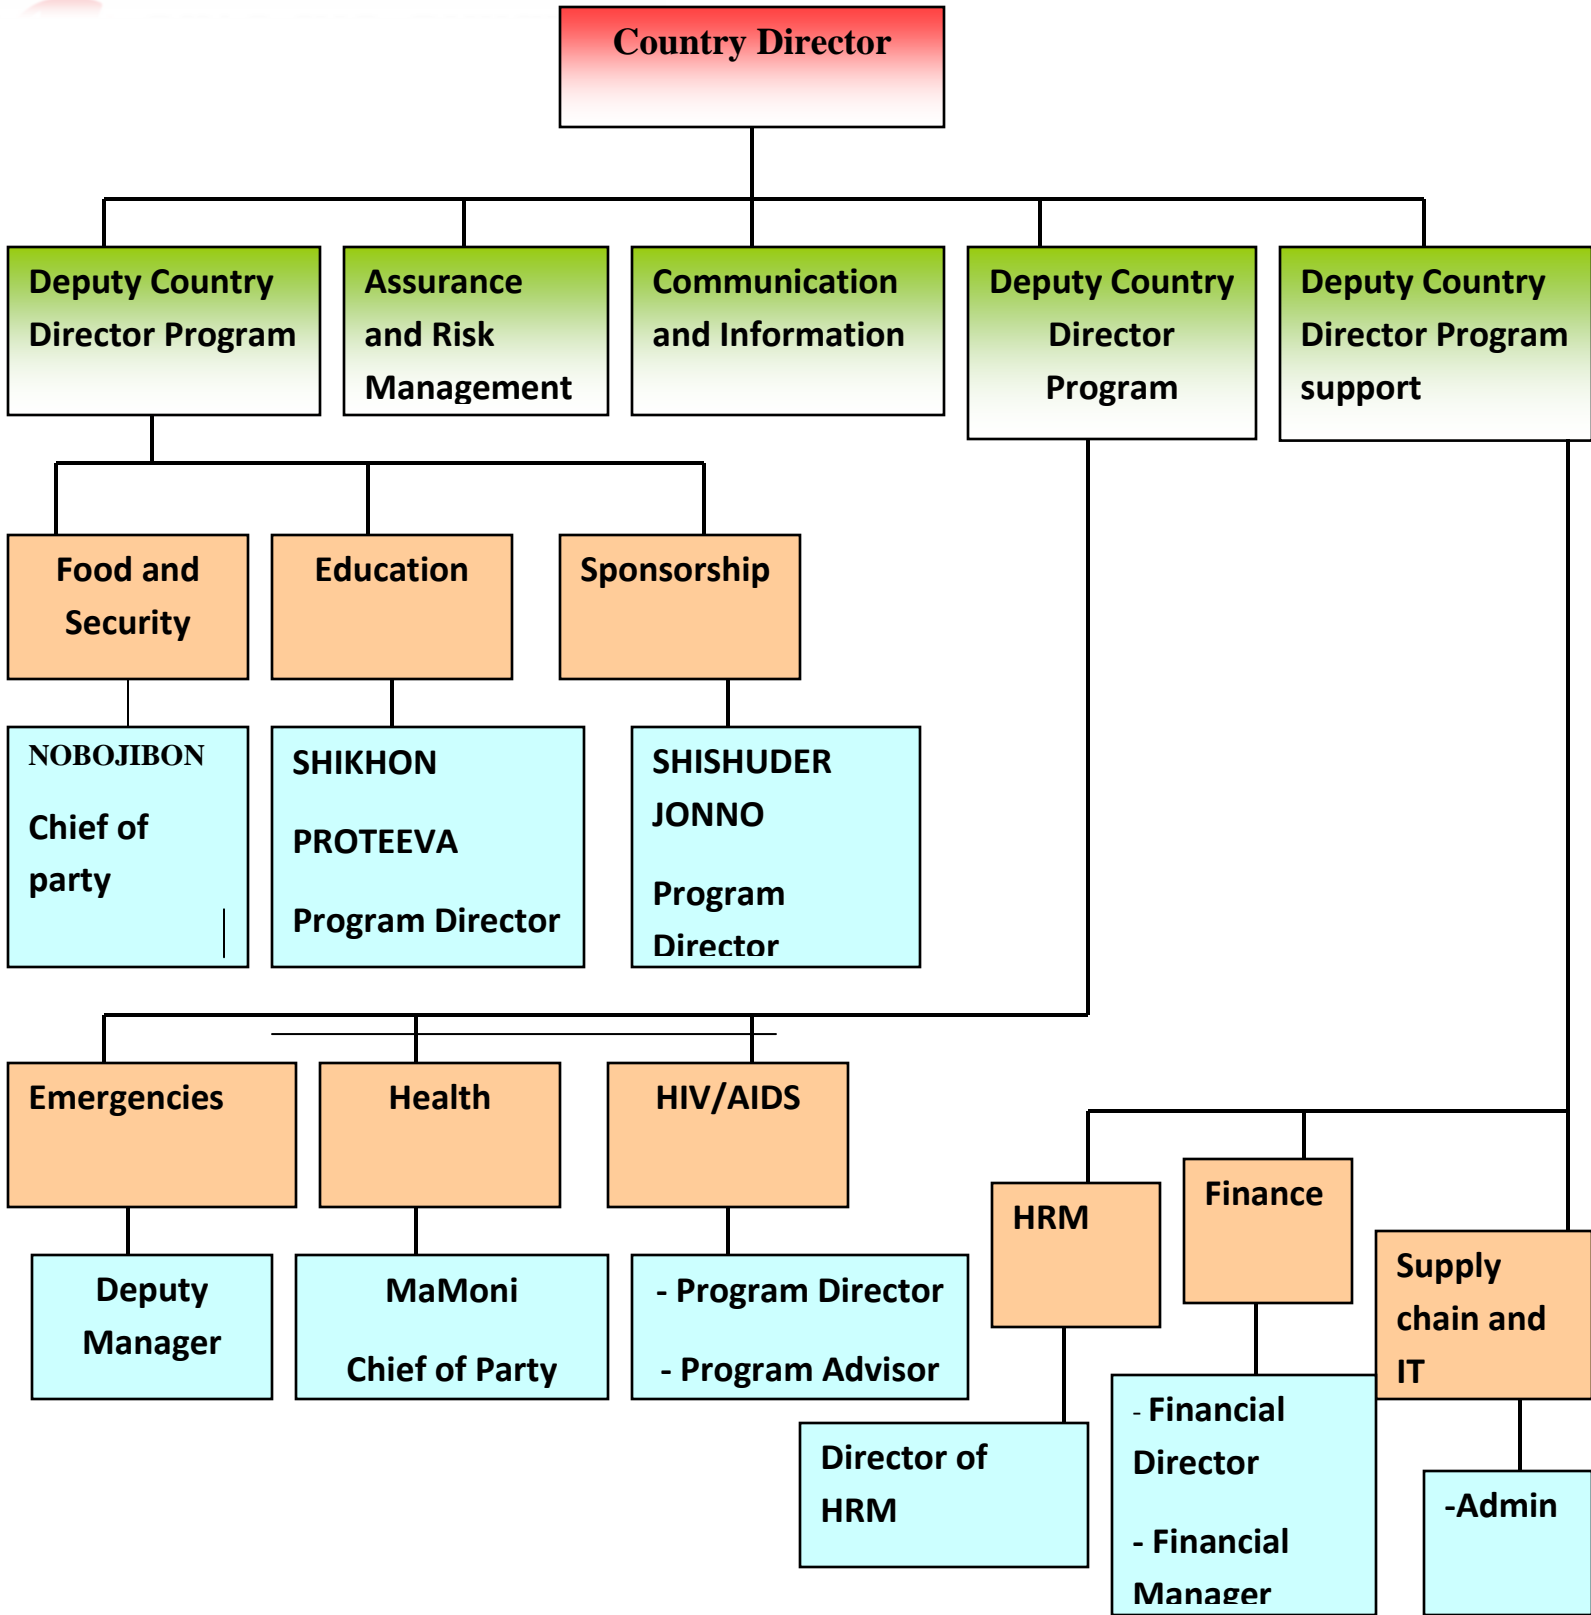 Country Director
Deputy Country
Director Program
Assurance
and Risk
Management
Communication
and Information
Deputy Country
Director
Program
Deputy Country
Director Program
support
Food and
Security
Education
Sponsorship
NOBOJIBON
Chief of
party
SHIKHON
PROTEEVA
Program Director
SHISHUDER
JONNO
Program
Director
Emergencies
Health
HIV/AIDS
HRM
Finance
Supply
chain and
IT
Deputy
Manager
MaMoni
Chief of Party
- Program Director
- Program Advisor
Director of
HRM
- Financial
Director
- Financial
Manager
-Admin